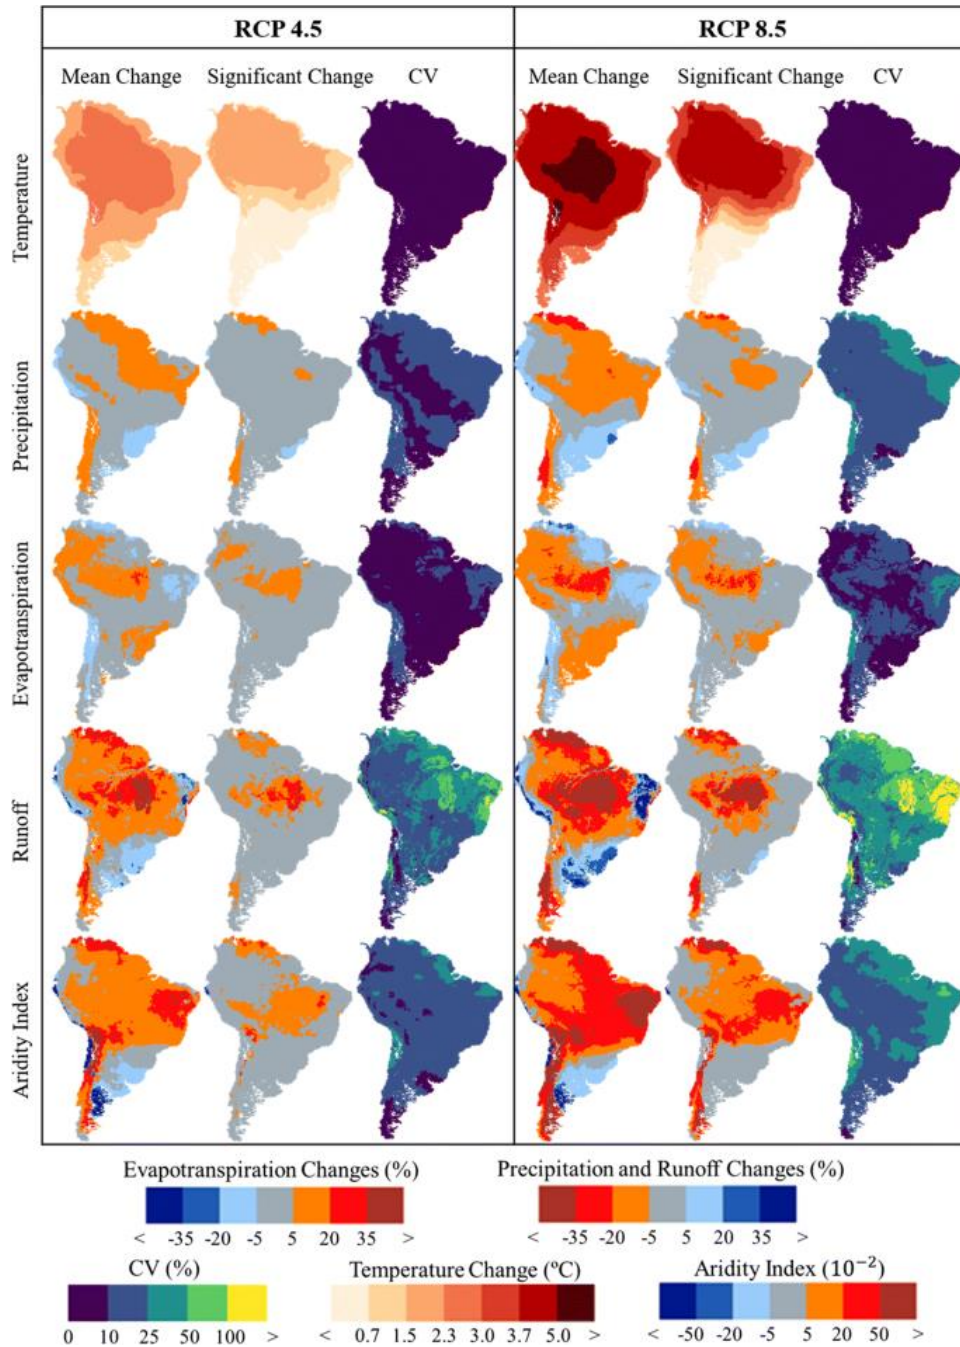 RCP 4.5
RCP 8.5
Mean Change
Significant Change
CV
Mean Change
Significant Change
CV
Temperature
Precipitation
Evapotranspiration
Runoff
Aridity Index
Evapotranspiration Changes (%)
< -35 -20 -5 5 20 35 >
Precipitation and Runoff Changes (%)
< -35 -20 -5 5 20 35 >
CV (%)
0 10 25 50 100 >
Temperature Change (ºC)
< 0.7 1.5 2.3 3.0 3.7 5.0 >
Aridity Index (10⁻²)
< -50 -20 -5 5 20 50 >